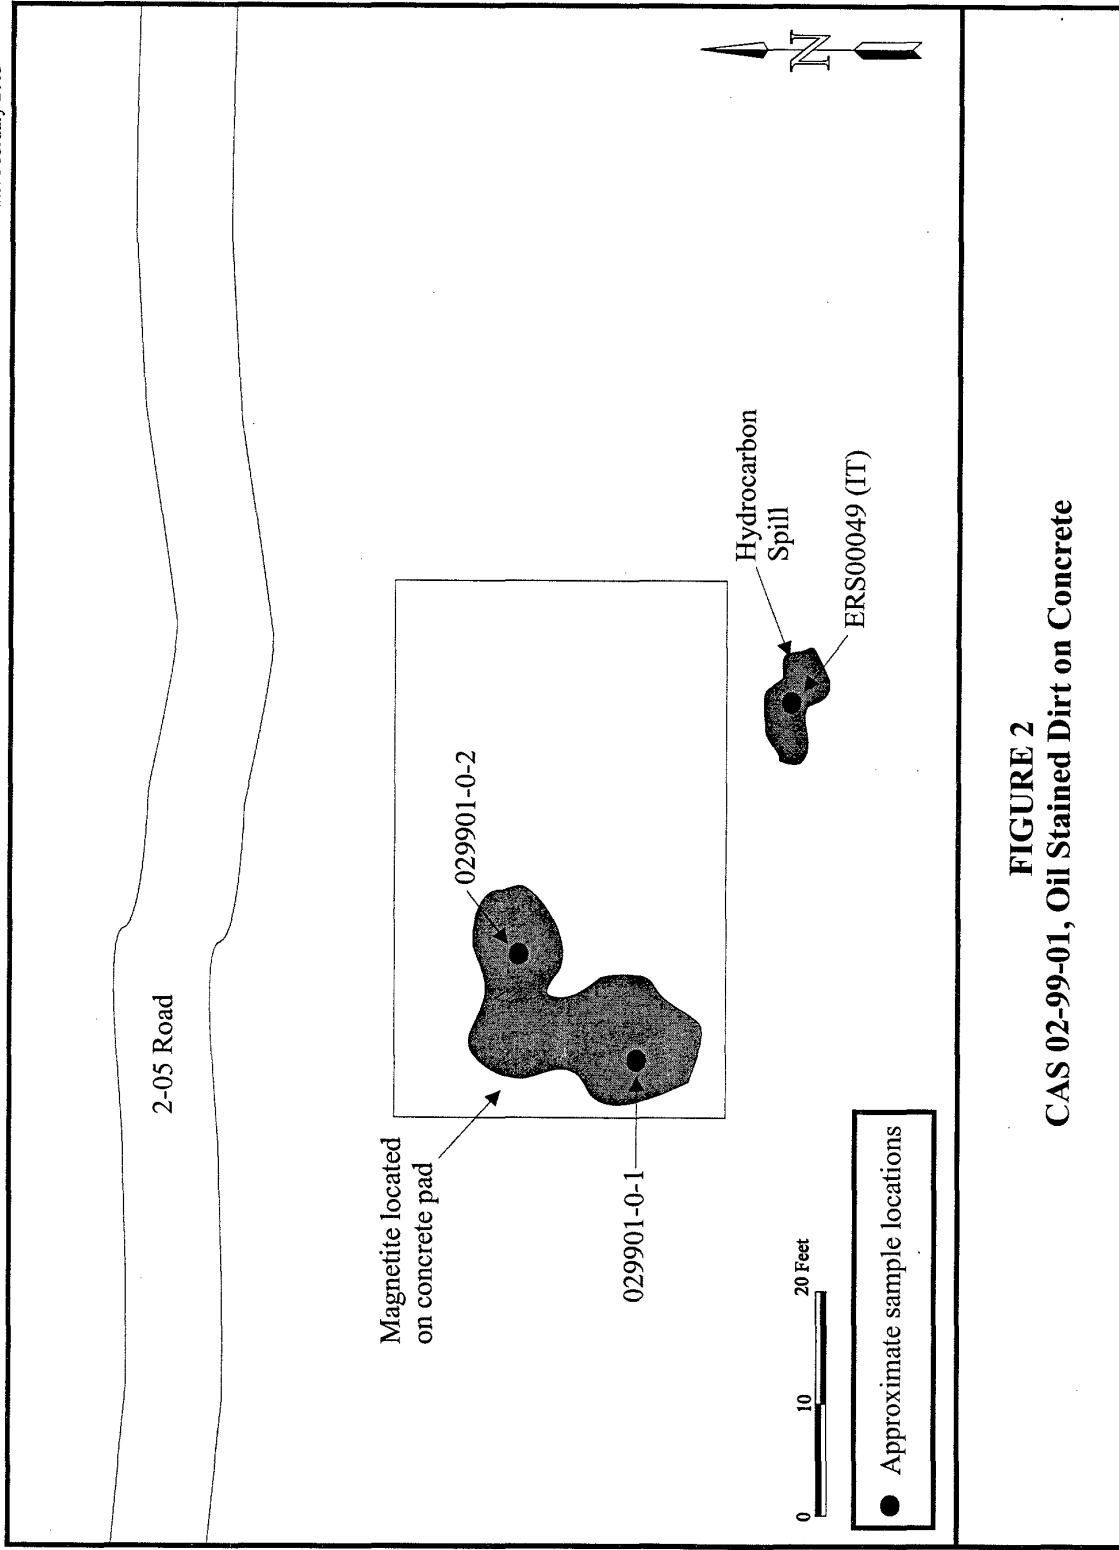 2-05 Road
N
Magnetite located
on concrete pad
029901-0-2
029901-0-1
Hydrocarbon
Spill
ERS00049 (IT)
0 10 20 Feet
Approximate sample locations
FIGURE 2
CAS 02-99-01, Oil Stained Dirt on Concrete